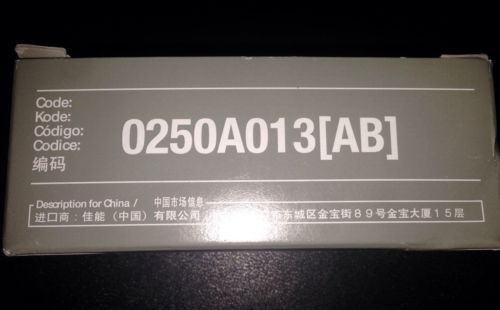 Code:
Kode:
Código:
Codice:
编码
0250A013[AB]
Description for China / 中国市场信息
进口商：佳能（中国）有限公司 市东城区金宝街89号金宝大厦15层